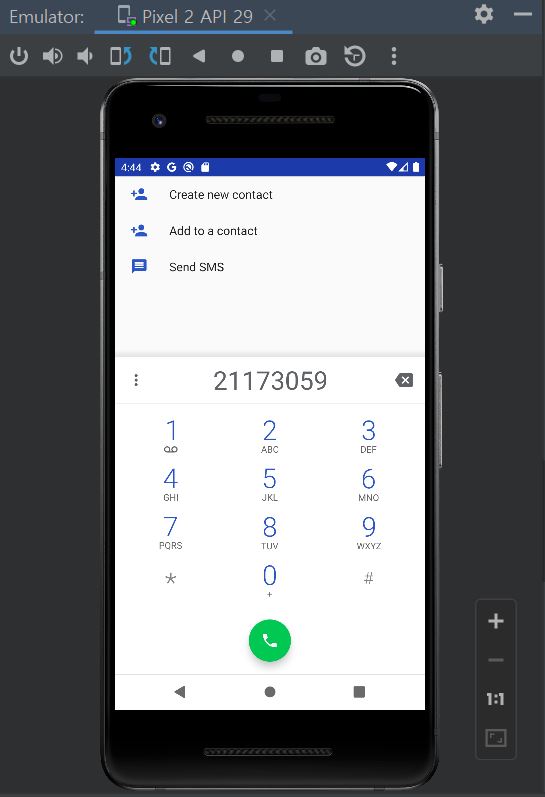 Emulator: Pixel 2 API 29
4:44
Create new contact
Add to a contact
Send SMS
21173059
1 2 3
ABC DEF
4 5 6
GHI JKL MNO
7 8 9
PQRS TUV WXYZ
* 0 #
+
1:1